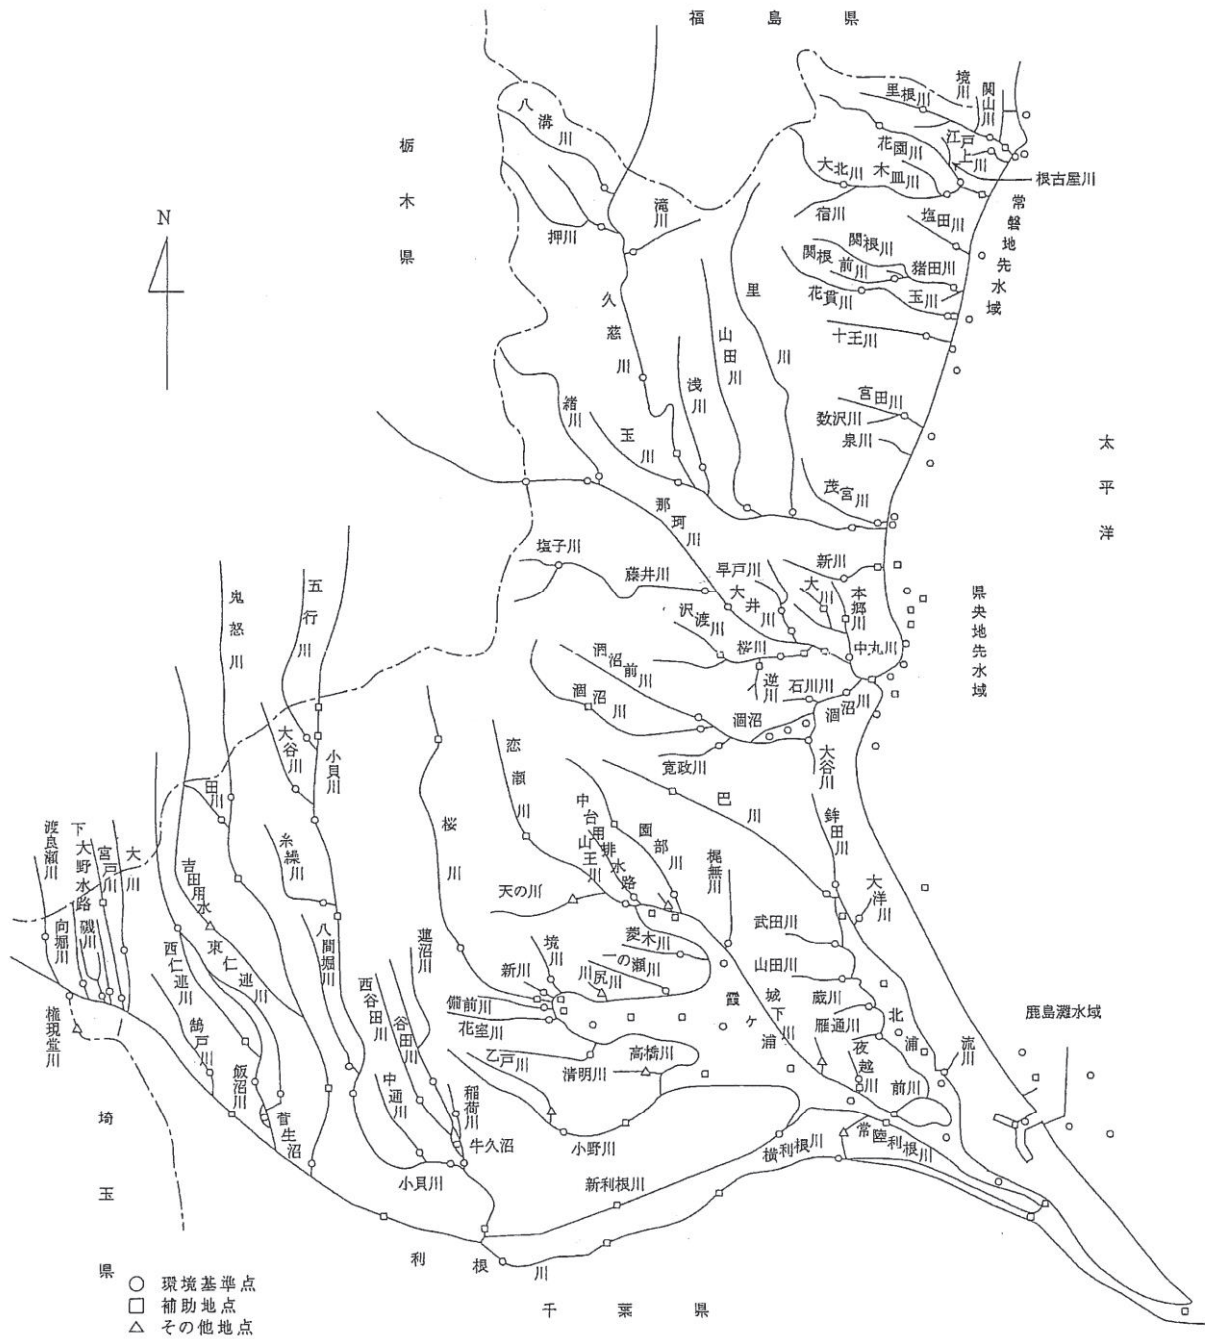 福島県
栃木県
N
八溝川
押川
滝川
久慈川
里根川
境川
関山川
花園川
江戸上川
大北川
木皿川
根古屋川
宿川
塩田川
常磐地先水域
関根川
関根前川
猪田川
花貫川
玉川
十王川
里川
山田川
浅川
宮田川
数沢川
泉川
緒川
玉川
茂宮川
太平洋
那珂川
塩子川
藤井川
早戸川
新川
大井川
大川
本郷川
沢渡川
桜川
中丸川
県央地先水域
逆川
石川川
涸沼前川
涸沼川
涸沼
涸沼川
寛政川
大谷川
鬼怒川
五行川
大谷川
小貝川
田川
糸繰川
桜川
恋瀬川
中台用排水路
山王川
園部川
巴川
鉾田川
梶無川
大洋川
天の川
武田川
山田川
菱木川
一の瀬川
境川
川尻川
新川
備前川
花室川
霞ヶ浦
城下川
蔵川
雁通川
北浦
夜越川
流川
前川
鹿島灘水域
渡良瀬川
下大野水路
宮戸川
大川
向堀川
磯川
吉田用水
西仁連川
東仁連川
八間堀川
蓮沼川
西谷田川
谷田川
権現堂川
鵠戸川
飯沼川
菅生沼
中通川
稲荷川
牛久沼
乙戸川
清明川
高橋川
小野川
小貝川
新利根川
横利根川
常陸利根川
利根川
埼玉県
千葉県
○ 環境基準点
□ 補助地点
△ その他地点